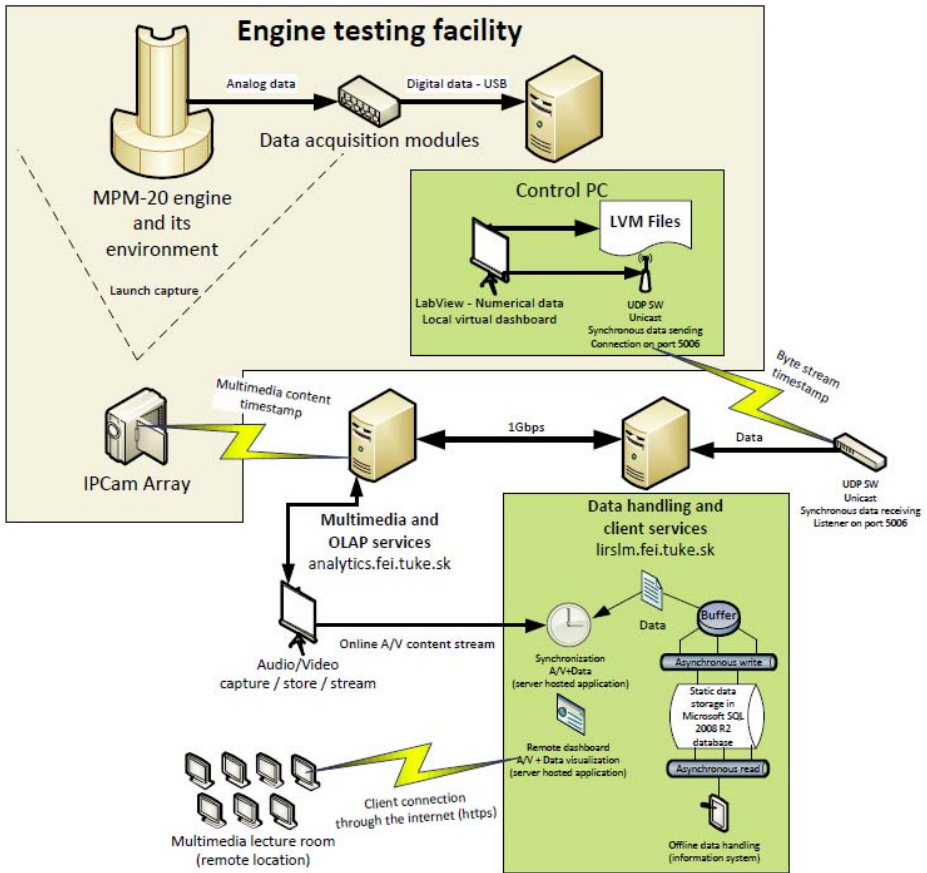 Engine testing facility
Analog data
Digital data - USB
Data acquisition modules
MPM-20 engine
and its
environment
Launch capture
Control PC
LVM Files
LabView - Numerical data
Local virtual dashboard
UDP SW
Unicast
Synchronous data sending
Connection on port 5006
Byte stream
timestamp
Multimedia content
timestamp
IPCam Array
1Gbps
Data
UDP SW
Unicast
Synchronous data receiving
Listener on port 5006
Multimedia and
OLAP services
analytics.fei.tuke.sk
Data handling and
client services
lirslm.fei.tuke.sk
Data
Buffer
Online A/V content stream
Audio/Video
capture / store / stream
Synchronization
A/V+Data
(server hosted application)
Asynchronous write
Static data
storage in
Microsoft SQL
2008 R2
database
Asynchronous read
Remote dashboard
A/V + Data visualization
(server hosted application)
Client connection
through the internet (https)
Multimedia lecture room
(remote location)
Offline data handling
(information system)